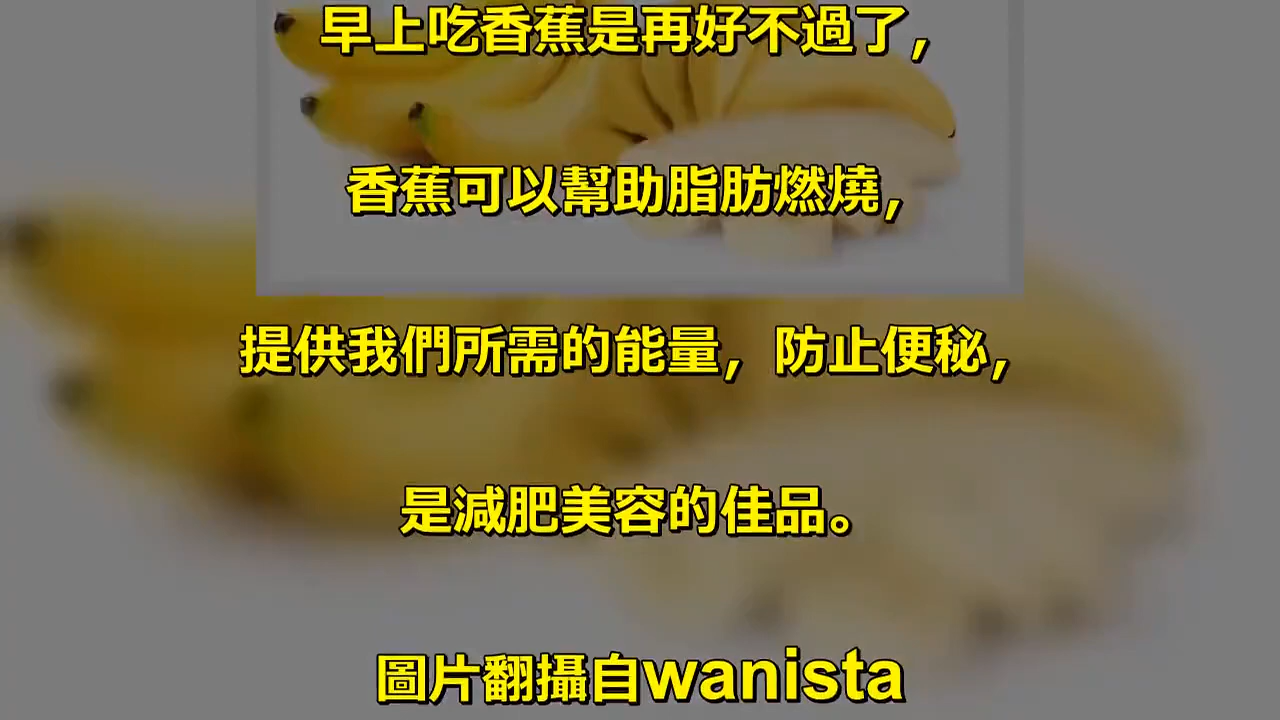 早上吃香蕉是再好不過了，
香蕉可以幫助脂肪燃燒，
提供我們所需的能量，防止便秘，
是減肥美容的佳品。
圖片翻攝自wanista